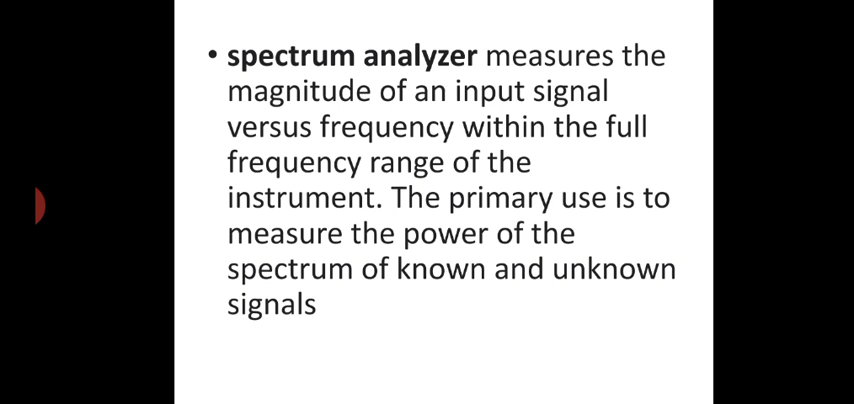 • spectrum analyzer measures the
magnitude of an input signal
versus frequency within the full
frequency range of the
instrument. The primary use is to
measure the power of the
spectrum of known and unknown
signals